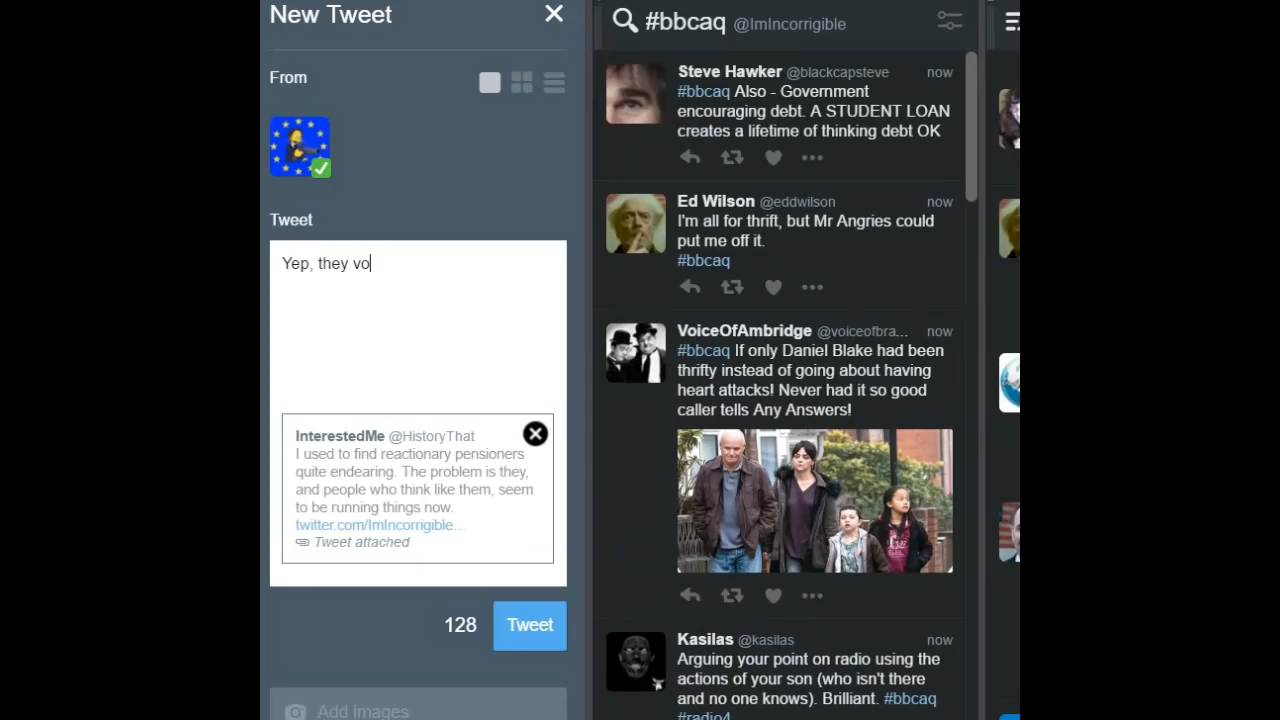 New Tweet
From
Tweet
Yep, they vo
InterestedMe @HistoryThat
I used to find reactionary pensioners
quite endearing. The problem is they,
and people who think like them, seem
to be running things now.
twitter.com/ImIncorrigible...
Tweet attached
128 Tweet
Add images
#bbcaq @ImIncorrigible
Steve Hawker @blackcapsteve now
#bbcaq Also - Government
encouraging debt. A STUDENT LOAN
creates a lifetime of thinking debt OK
Ed Wilson @eddwilson now
I'm all for thrift, but Mr Angries could
put me off it.
#bbcaq
VoiceOfAmbridge @voiceofbra... now
#bbcaq If only Daniel Blake had been
thrifty instead of going about having
heart attacks! Never had it so good
caller tells Any Answers!
Kasilas @kasilas now
Arguing your point on radio using the
actions of your son (who isn't there
and no one knows). Brilliant. #bbcaq
#radio4